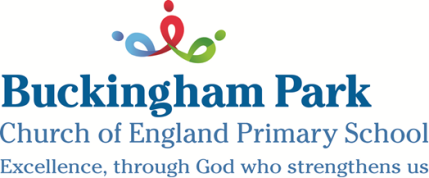 Buckingham Park
Church of England Primary School
Excellence, through God who strengthens us